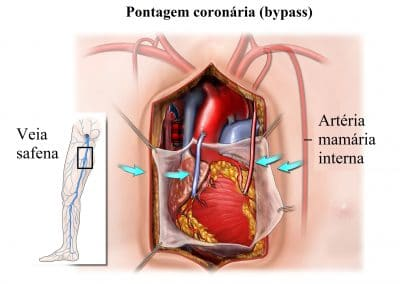 Pontagem coronária (bypass)
Veia
safena
Artéria
mamária
interna